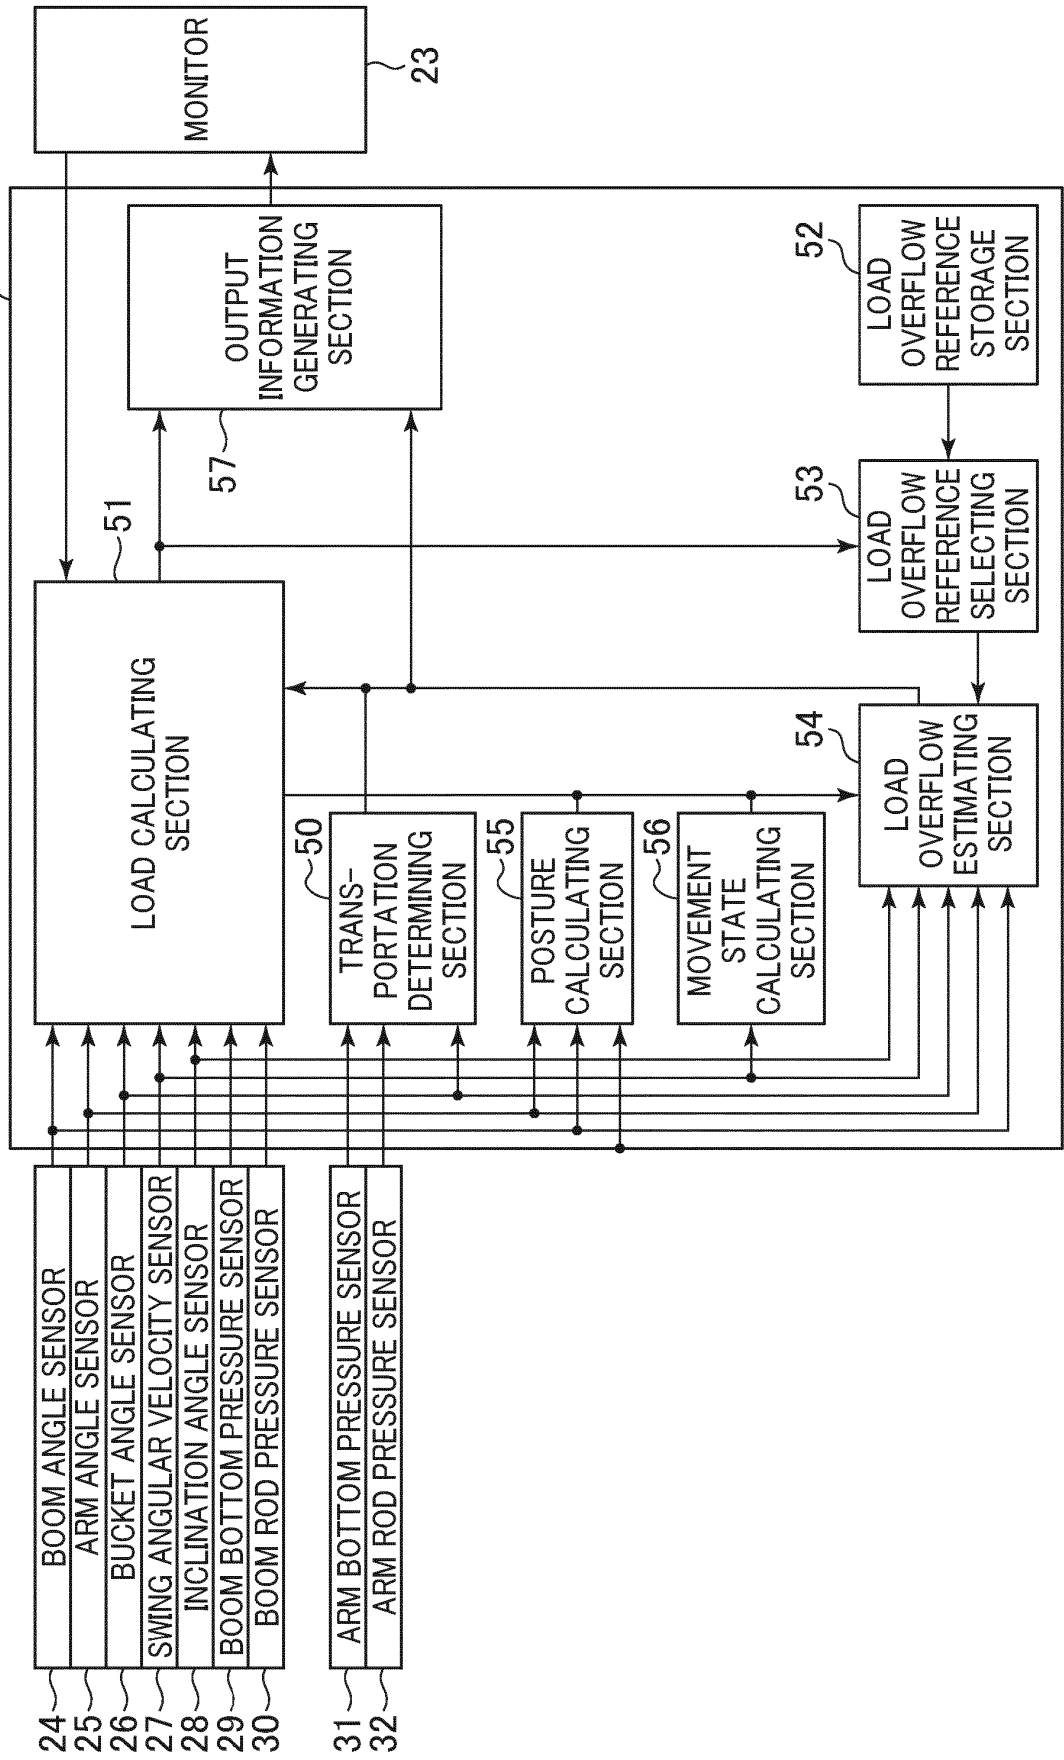 24
BOOM ANGLE SENSOR
25
ARM ANGLE SENSOR
26
BUCKET ANGLE SENSOR
27
SWING ANGULAR VELOCITY SENSOR
28
INCLINATION ANGLE SENSOR
29
BOOM BOTTOM PRESSURE SENSOR
30
BOOM ROD PRESSURE SENSOR
31
ARM BOTTOM PRESSURE SENSOR
32
ARM ROD PRESSURE SENSOR
51
LOAD CALCULATING
SECTION
50
TRANS-
PORTATION
DETERMINING
SECTION
55
POSTURE
CALCULATING
SECTION
56
MOVEMENT
STATE
CALCULATING
SECTION
54
LOAD
OVERFLOW
ESTIMATING
SECTION
53
LOAD
OVERFLOW
REFERENCE
SELECTING
SECTION
52
LOAD
OVERFLOW
REFERENCE
STORAGE
SECTION
57
OUTPUT
INFORMATION
GENERATING
SECTION
MONITOR
23